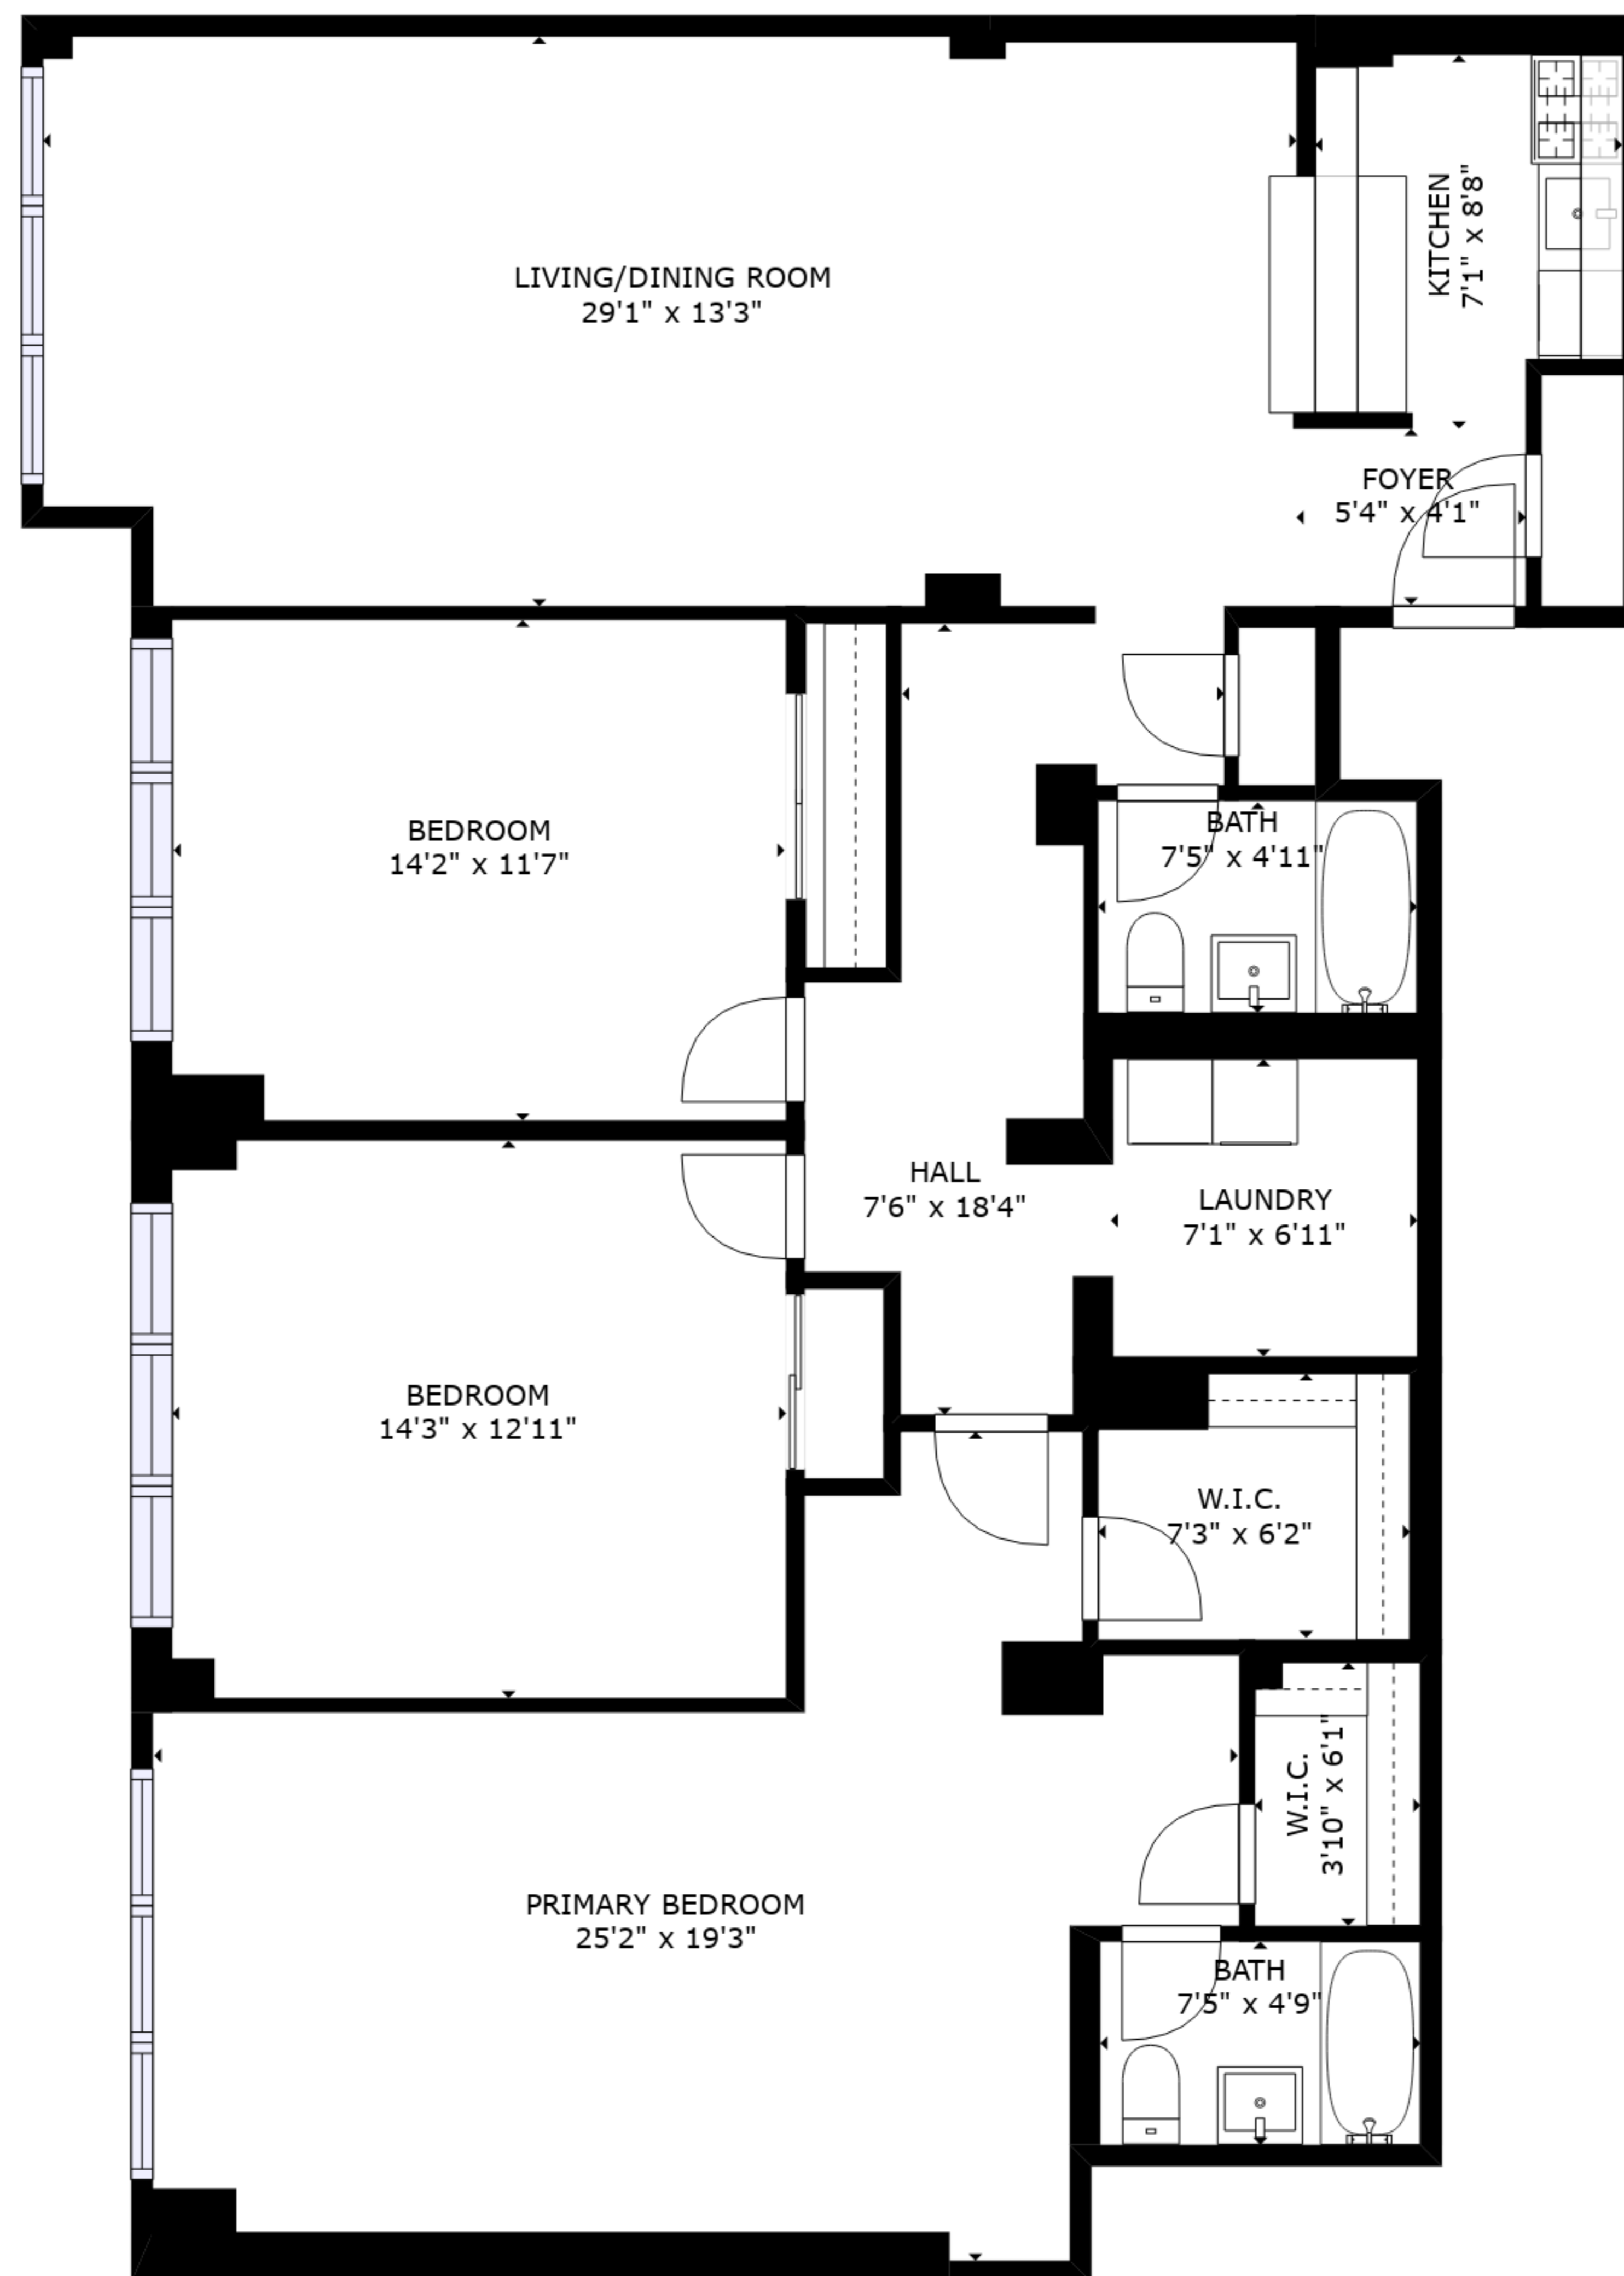 KITCHEN
7'1" x 8'8"
LIVING/DINING ROOM
29'1" x 13'3"
FOYER
5'4" x 4'1"
BEDROOM
14'2" x 11'7"
BATH
7'5" x 4'11"
HALL
7'6" x 18'4"
LAUNDRY
7'1" x 6'11"
BEDROOM
14'3" x 12'11"
W.I.C.
7'3" x 6'2"
W.I.C.
3'10" x 6'1"
PRIMARY BEDROOM
25'2" x 19'3"
BATH
7'5" x 4'9"